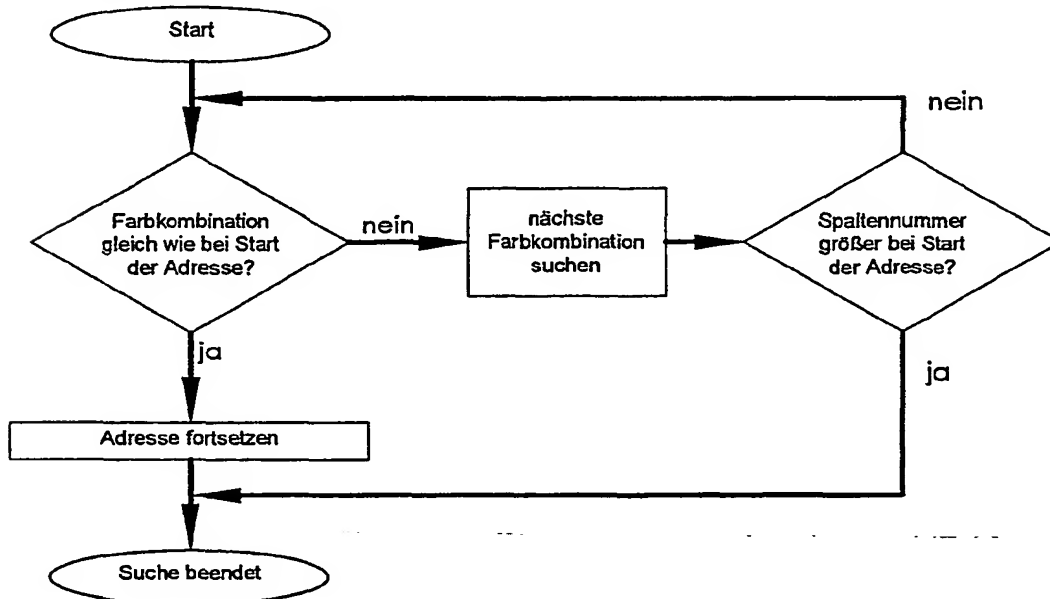 Start
nein
Farbkombination
gleich wie bei Start
der Adresse?
nein
nächste
Farbkombination
suchen
Spaltennummer
größer bei Start
der Adresse?
ja
ja
Adresse fortsetzen
Suche beendet